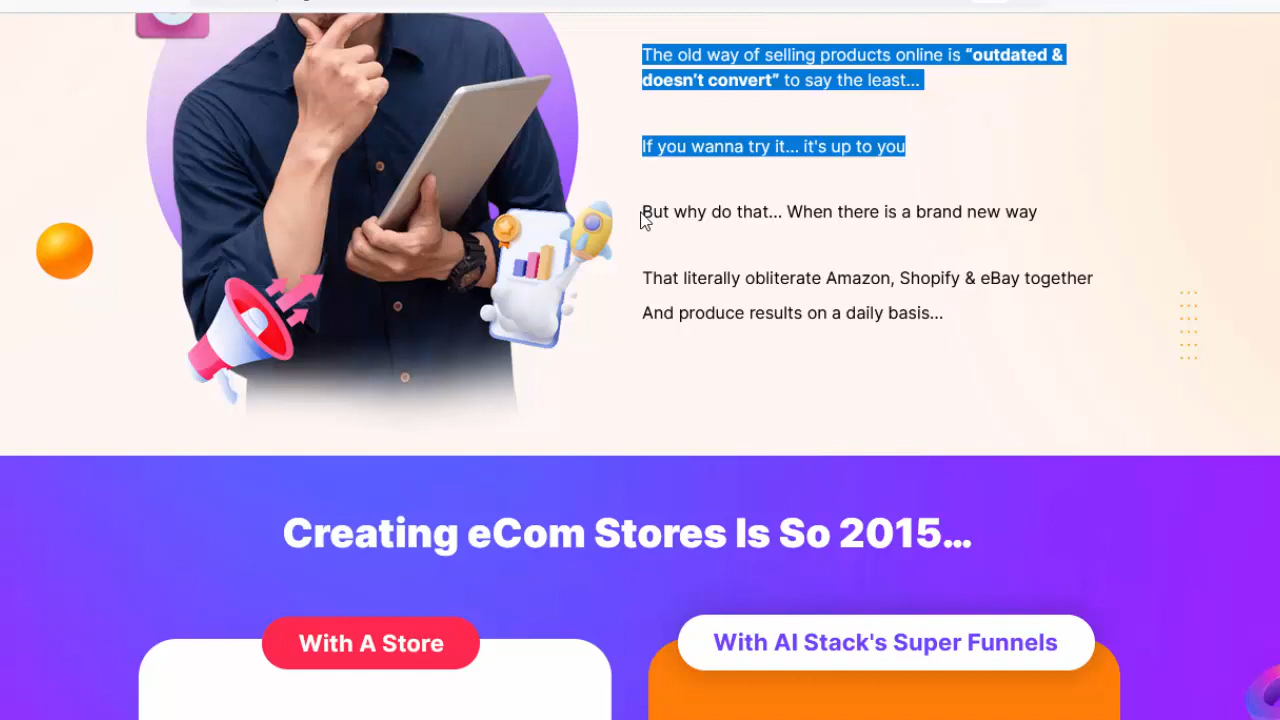 The old way of selling products online is “outdated &
doesn’t convert” to say the least...
If you wanna try it... it's up to you
But why do that... When there is a brand new way
That literally obliterate Amazon, Shopify & eBay together
And produce results on a daily basis...
Creating eCom Stores Is So 2015...
With A Store
With AI Stack's Super Funnels